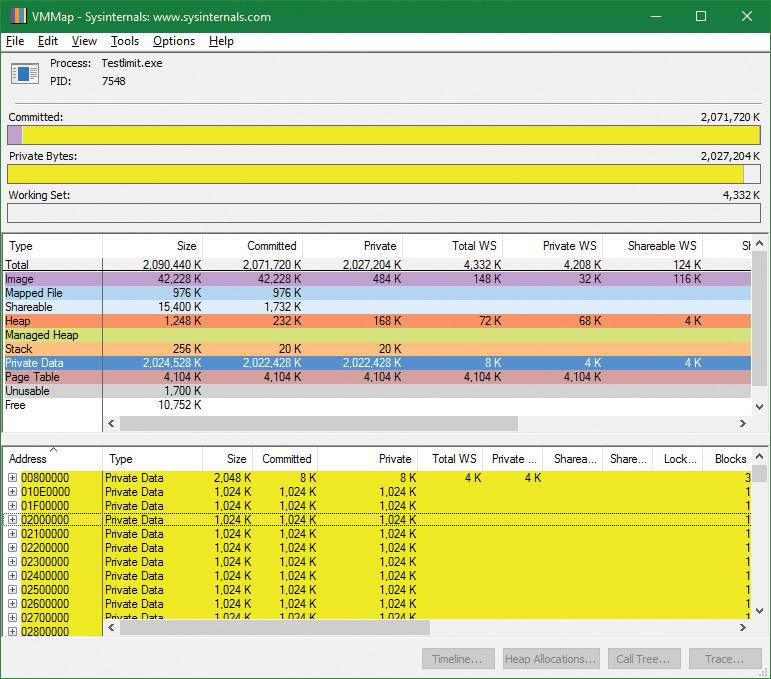 VMMap - Sysinternals: www.sysinternals.com
File Edit View Tools Options Help
Process: Testlimit.exe
PID: 7548
Committed: 2,071,720 K
Private Bytes: 2,027,204 K
Working Set: 4,332 K
Type Size Committed Private Total WS Private WS Shareable WS Sh
Total 2,090,440 K 2,071,720 K 2,027,204 K 4,332 K 4,208 K 124 K
Image 42,228 K 42,228 K 484 K 148 K 32 K 116 K
Mapped File 976 K 976 K
Shareable 15,400 K 1,732 K
Heap 1,248 K 232 K 168 K 72 K 68 K 4 K
Managed Heap
Stack 256 K 20 K 20 K
Private Data 2,024,528 K 2,022,428 K 2,022,428 K 8 K 4 K 4 K
Page Table 4,104 K 4,104 K 4,104 K 4,104 K 4,104 K
Unusable 1,700 K
Free 10,752 K
Address Type Size Committed Private Total WS Private ... Sharea... Share... Lock... Blocks
00800000 Private Data 2,048 K 8 K 8 K 4 K 4 K 3
010E0000 Private Data 1,024 K 1,024 K 1,024 K 1
01F00000 Private Data 1,024 K 1,024 K 1,024 K 1
02000000 Private Data 1,024 K 1,024 K 1,024 K 1
02100000 Private Data 1,024 K 1,024 K 1,024 K 1
02200000 Private Data 1,024 K 1,024 K 1,024 K 1
02300000 Private Data 1,024 K 1,024 K 1,024 K 1
02400000 Private Data 1,024 K 1,024 K 1,024 K 1
02500000 Private Data 1,024 K 1,024 K 1,024 K 1
02600000 Private Data 1,024 K 1,024 K 1,024 K 1
02700000 Private Data 1,024 K 1,024 K 1,024 K 1
02800000
Timeline... Heap Allocations... Call Tree... Trace...